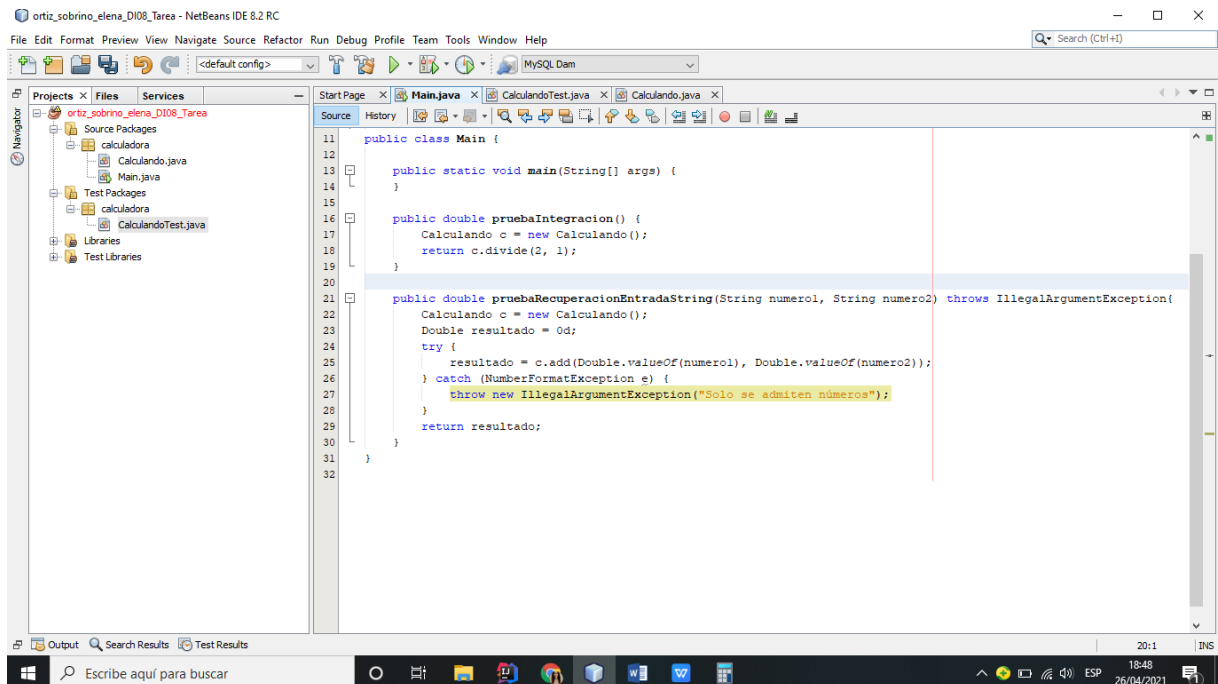 ortiz_sobrino_elena_DI08_Tarea - NetBeans IDE 8.2 RC
File Edit Format Preview View Navigate Source Refactor Run Debug Profile Team Tools Window Help
Search (Ctrl+I)
<default config>
MySQL Dam
Projects Files Services
Start Page Main.java CalculandoTest.java Calculando.java
Navigator
Source History
ortiz_sobrino_elena_DI08_Tarea
Source Packages
calculadora
Calculando.java
Main.java
Test Packages
calculadora
CalculandoTest.java
Libraries
Test Libraries
11 public class Main {
12
13 public static void main(String[] args) {
14 }
15
16 public double pruebaIntegracion() {
17 Calculando c = new Calculando();
18 return c.divide(2, 1);
19 }
20
21 public double pruebaRecuperacionEntradaString(String numero1, String numero2) throws IllegalArgumentException{
22 Calculando c = new Calculando();
23 Double resultado = 0d;
24 try {
25 resultado = c.add(Double.valueOf(numero1), Double.valueOf(numero2));
26 } catch (NumberFormatException e) {
27 throw new IllegalArgumentException("Solo se admiten números");
28 }
29 return resultado;
30 }
31 }
32
Output Search Results Test Results
20:1 INS
Escribe aquí para buscar
ESP
18:48
26/04/2021